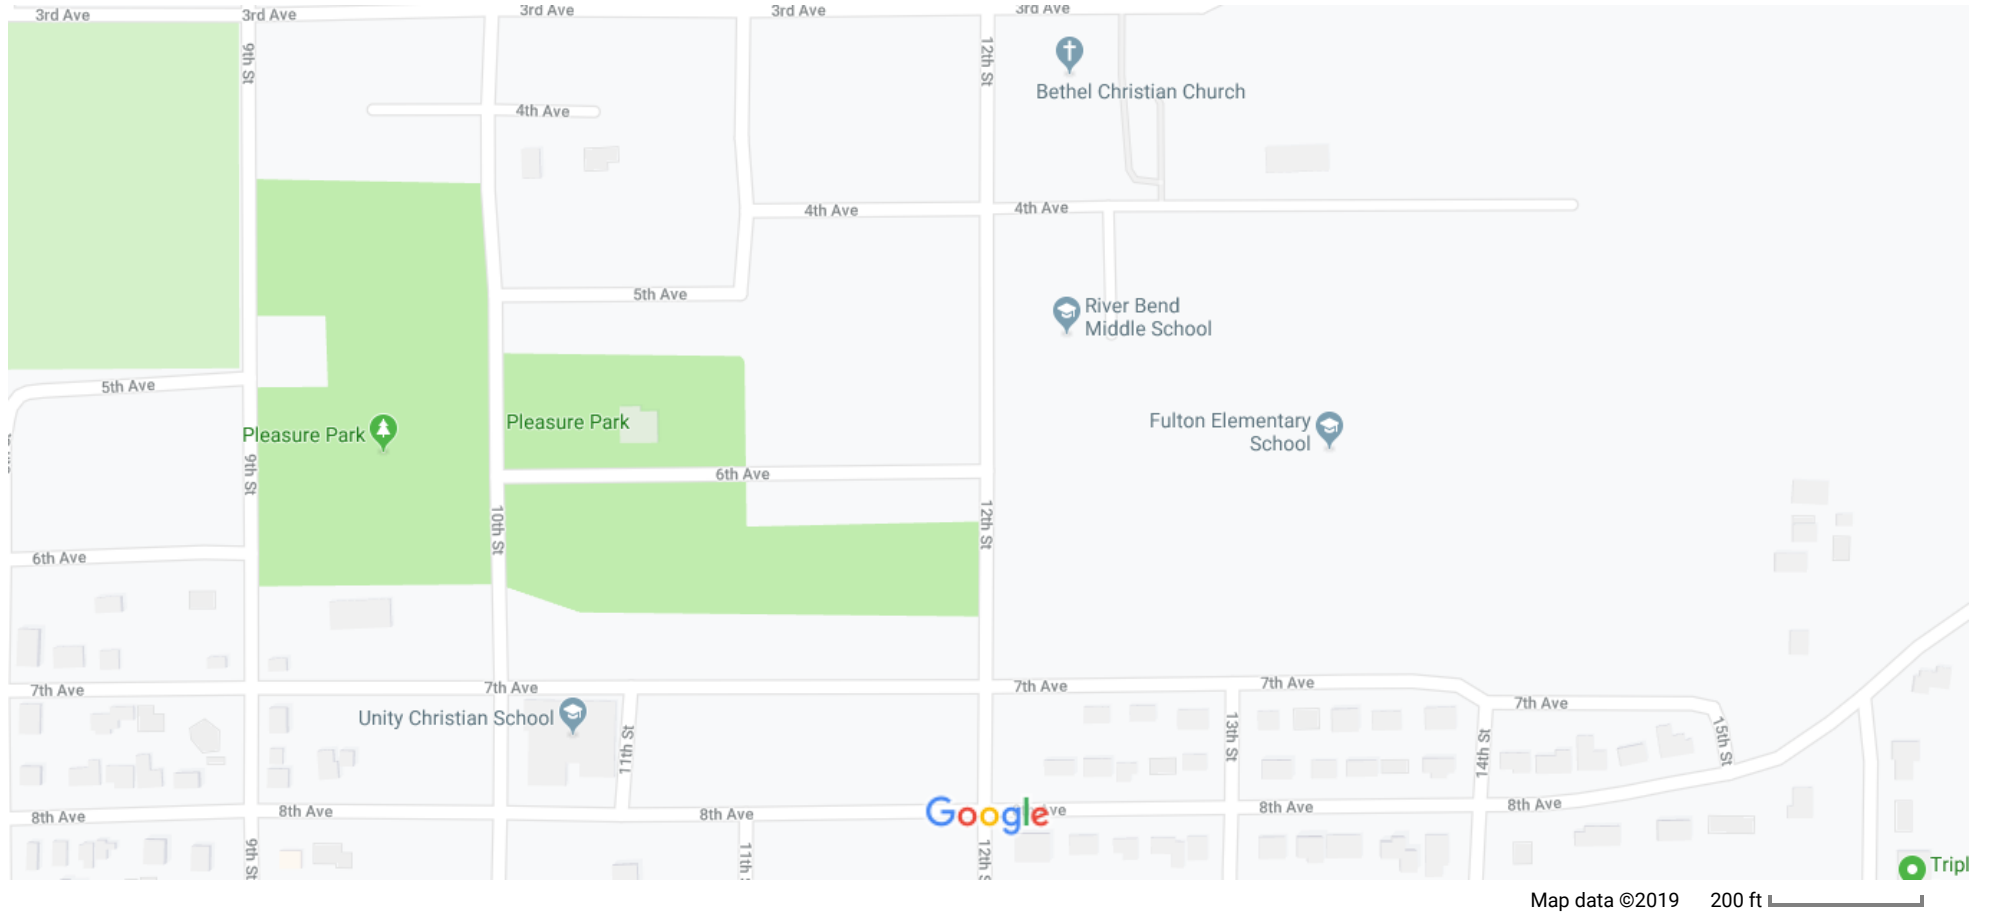 3rd Ave
3rd Ave
3rd Ave
3rd Ave
3rd Ave
9th St
12th St
Bethel Christian Church
4th Ave
4th Ave
4th Ave
5th Ave
River Bend
Middle School
5th Ave
Pleasure Park
Pleasure Park
Fulton Elementary
School
9th St
6th Ave
10th St
12th St
6th Ave
7th Ave
7th Ave
7th Ave
7th Ave
7th Ave
Unity Christian School
11th St
13th St
14th St
15th St
8th Ave
8th Ave
8th Ave
Google
8th Ave
8th Ave
9th St
11th
12th
Tripl
Map data ©2019
200 ft